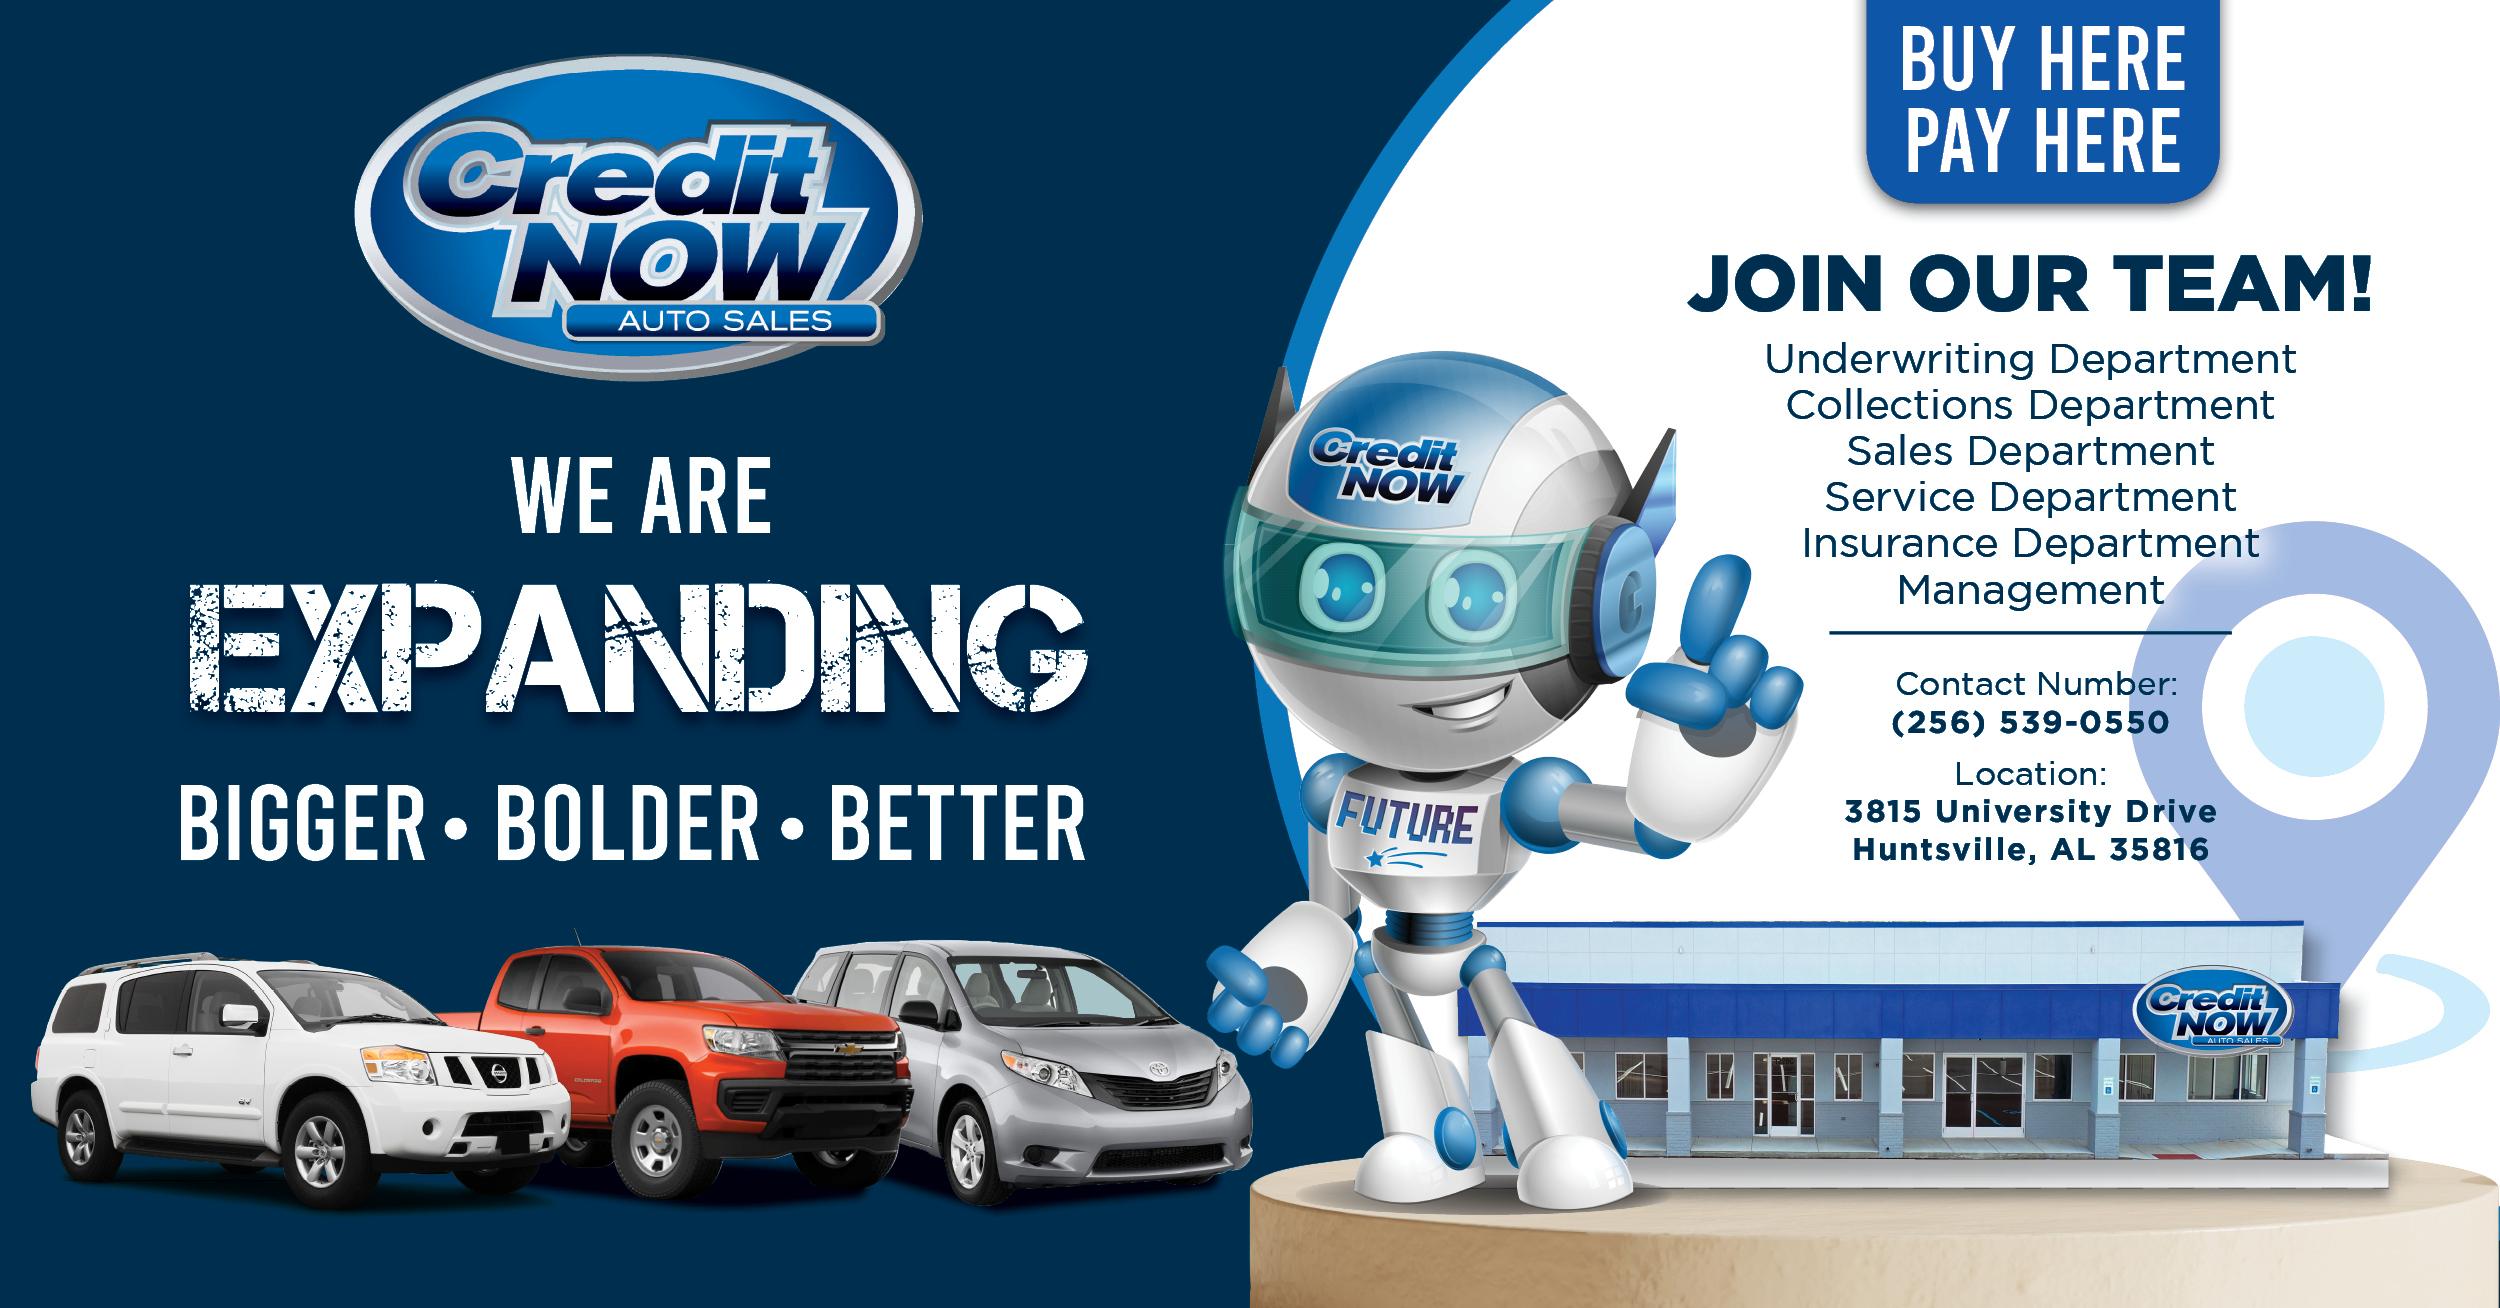 Credit
NOW
AUTO SALES
WE ARE
EXPANDING
BIGGER • BOLDER • BETTER
BUY HERE
PAY HERE
JOIN OUR TEAM!
Underwriting Department
Collections Department
Sales Department
Service Department
Insurance Department
Management
Contact Number:
(256) 539-0550
Location:
3815 University Drive
Huntsville, AL 35816
Credit
NOW
FUTURE
Credit
NOW
AUTO SALES